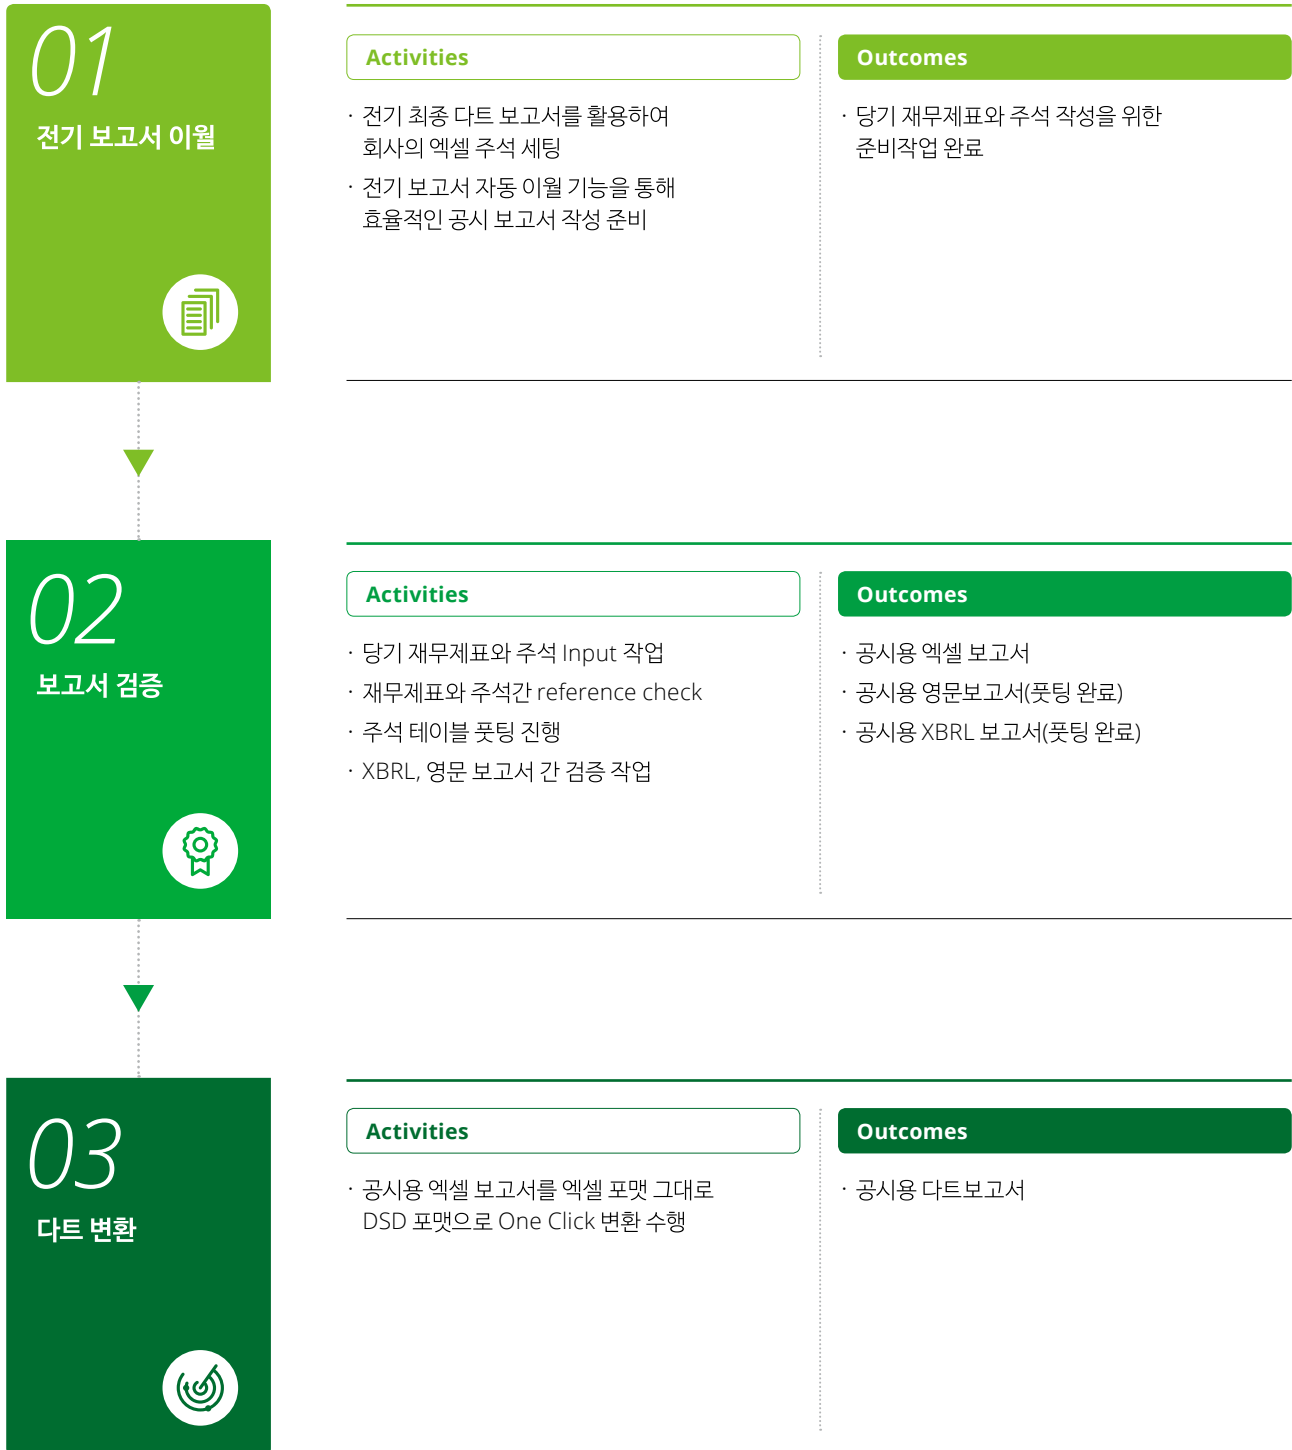 01
전기 보고서 이월
Activities
· 전기 최종 다트 보고서를 활용하여
회사의 엑셀 주석 세팅
· 전기 보고서 자동 이월 기능을 통해
효율적인 공시 보고서 작성 준비
Outcomes
· 당기 재무제표와 주석 작성을 위한
준비작업 완료
02
보고서 검증
Activities
· 당기 재무제표와 주석 Input 작업
· 재무제표와 주석간 reference check
· 주석 테이블 풋팅 진행
· XBRL, 영문 보고서 간 검증 작업
Outcomes
· 공시용 엑셀 보고서
· 공시용 영문보고서(풋팅 완료)
· 공시용 XBRL 보고서(풋팅 완료)
03
다트 변환
Activities
· 공시용 엑셀 보고서를 엑셀 포맷 그대로
DSD 포맷으로 One Click 변환 수행
Outcomes
· 공시용 다트보고서